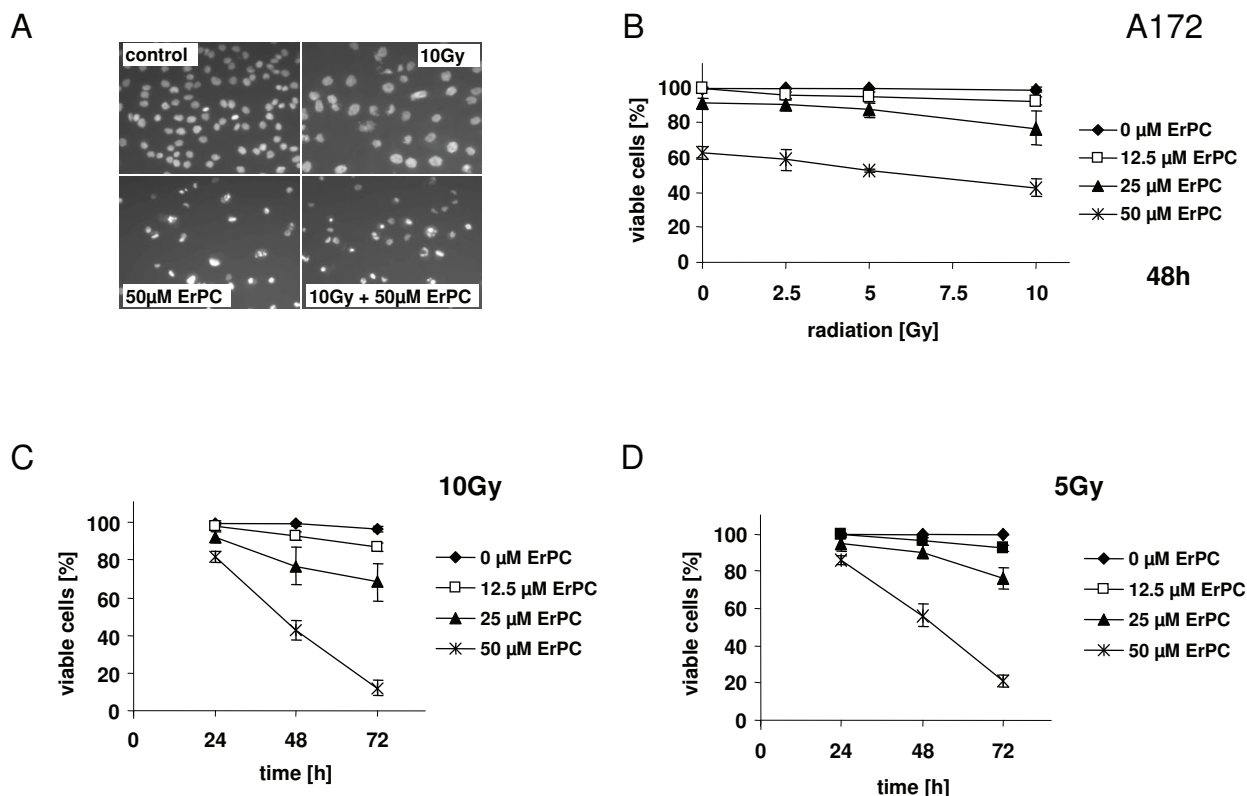 A
control
10Gy
50µM ErPC
10Gy + 50µM ErPC
B
A172
viable cells [%]
100
80
60
40
20
0
0 2.5 5 7.5 10
radiation [Gy]
0 µM ErPC
12.5 µM ErPC
25 µM ErPC
50 µM ErPC
48h
C
10Gy
viable cells [%]
100
80
60
40
20
0
0 24 48 72
time [h]
0 µM ErPC
12.5 µM ErPC
25 µM ErPC
50 µM ErPC
D
5Gy
viable cells [%]
100
80
60
40
20
0
0 24 48 72
time [h]
0 µM ErPC
12.5 µM ErPC
25 µM ErPC
50 µM ErPC